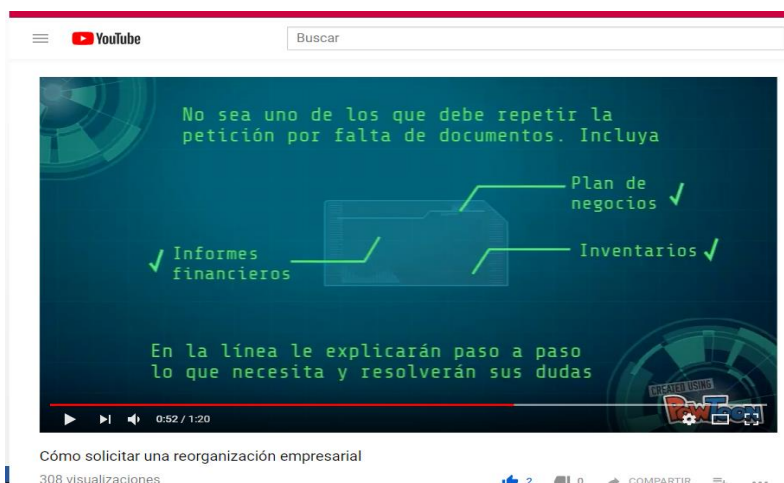 YouTube
Buscar
No sea uno de los que debe repetir la
petición por falta de documentos. Incluya
Plan de
negocios
Informes
financieros
Inventarios
En la línea le explicarán paso a paso
lo que necesita y resolverán sus dudas
CREATED USING
PowToon
0:52 / 1:20
Cómo solicitar una reorganización empresarial
308 visualizaciones
2
0
COMPARTIR